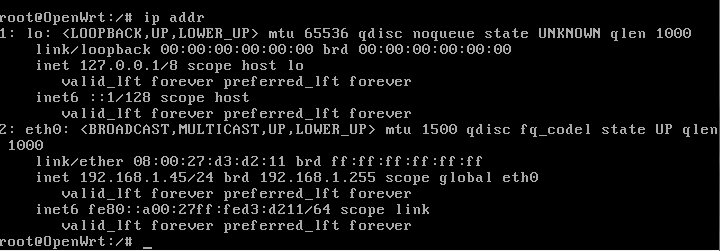 root@OpenWrt:/# ip addr
1: lo: <LOOPBACK,UP,LOWER_UP> mtu 65536 qdisc noqueue state UNKNOWN qlen 1000
    link/loopback 00:00:00:00:00:00 brd 00:00:00:00:00:00
    inet 127.0.0.1/8 scope host lo
       valid_lft forever preferred_lft forever
    inet6 ::1/128 scope host
       valid_lft forever preferred_lft forever
2: eth0: <BROADCAST,MULTICAST,UP,LOWER_UP> mtu 1500 qdisc fq_codel state UP qlen
 1000
    link/ether 08:00:27:d3:d2:11 brd ff:ff:ff:ff:ff:ff
    inet 192.168.1.45/24 brd 192.168.1.255 scope global eth0
       valid_lft forever preferred_lft forever
    inet6 fe80::a00:27ff:fed3:d211/64 scope link
       valid_lft forever preferred_lft forever
root@OpenWrt:/# _